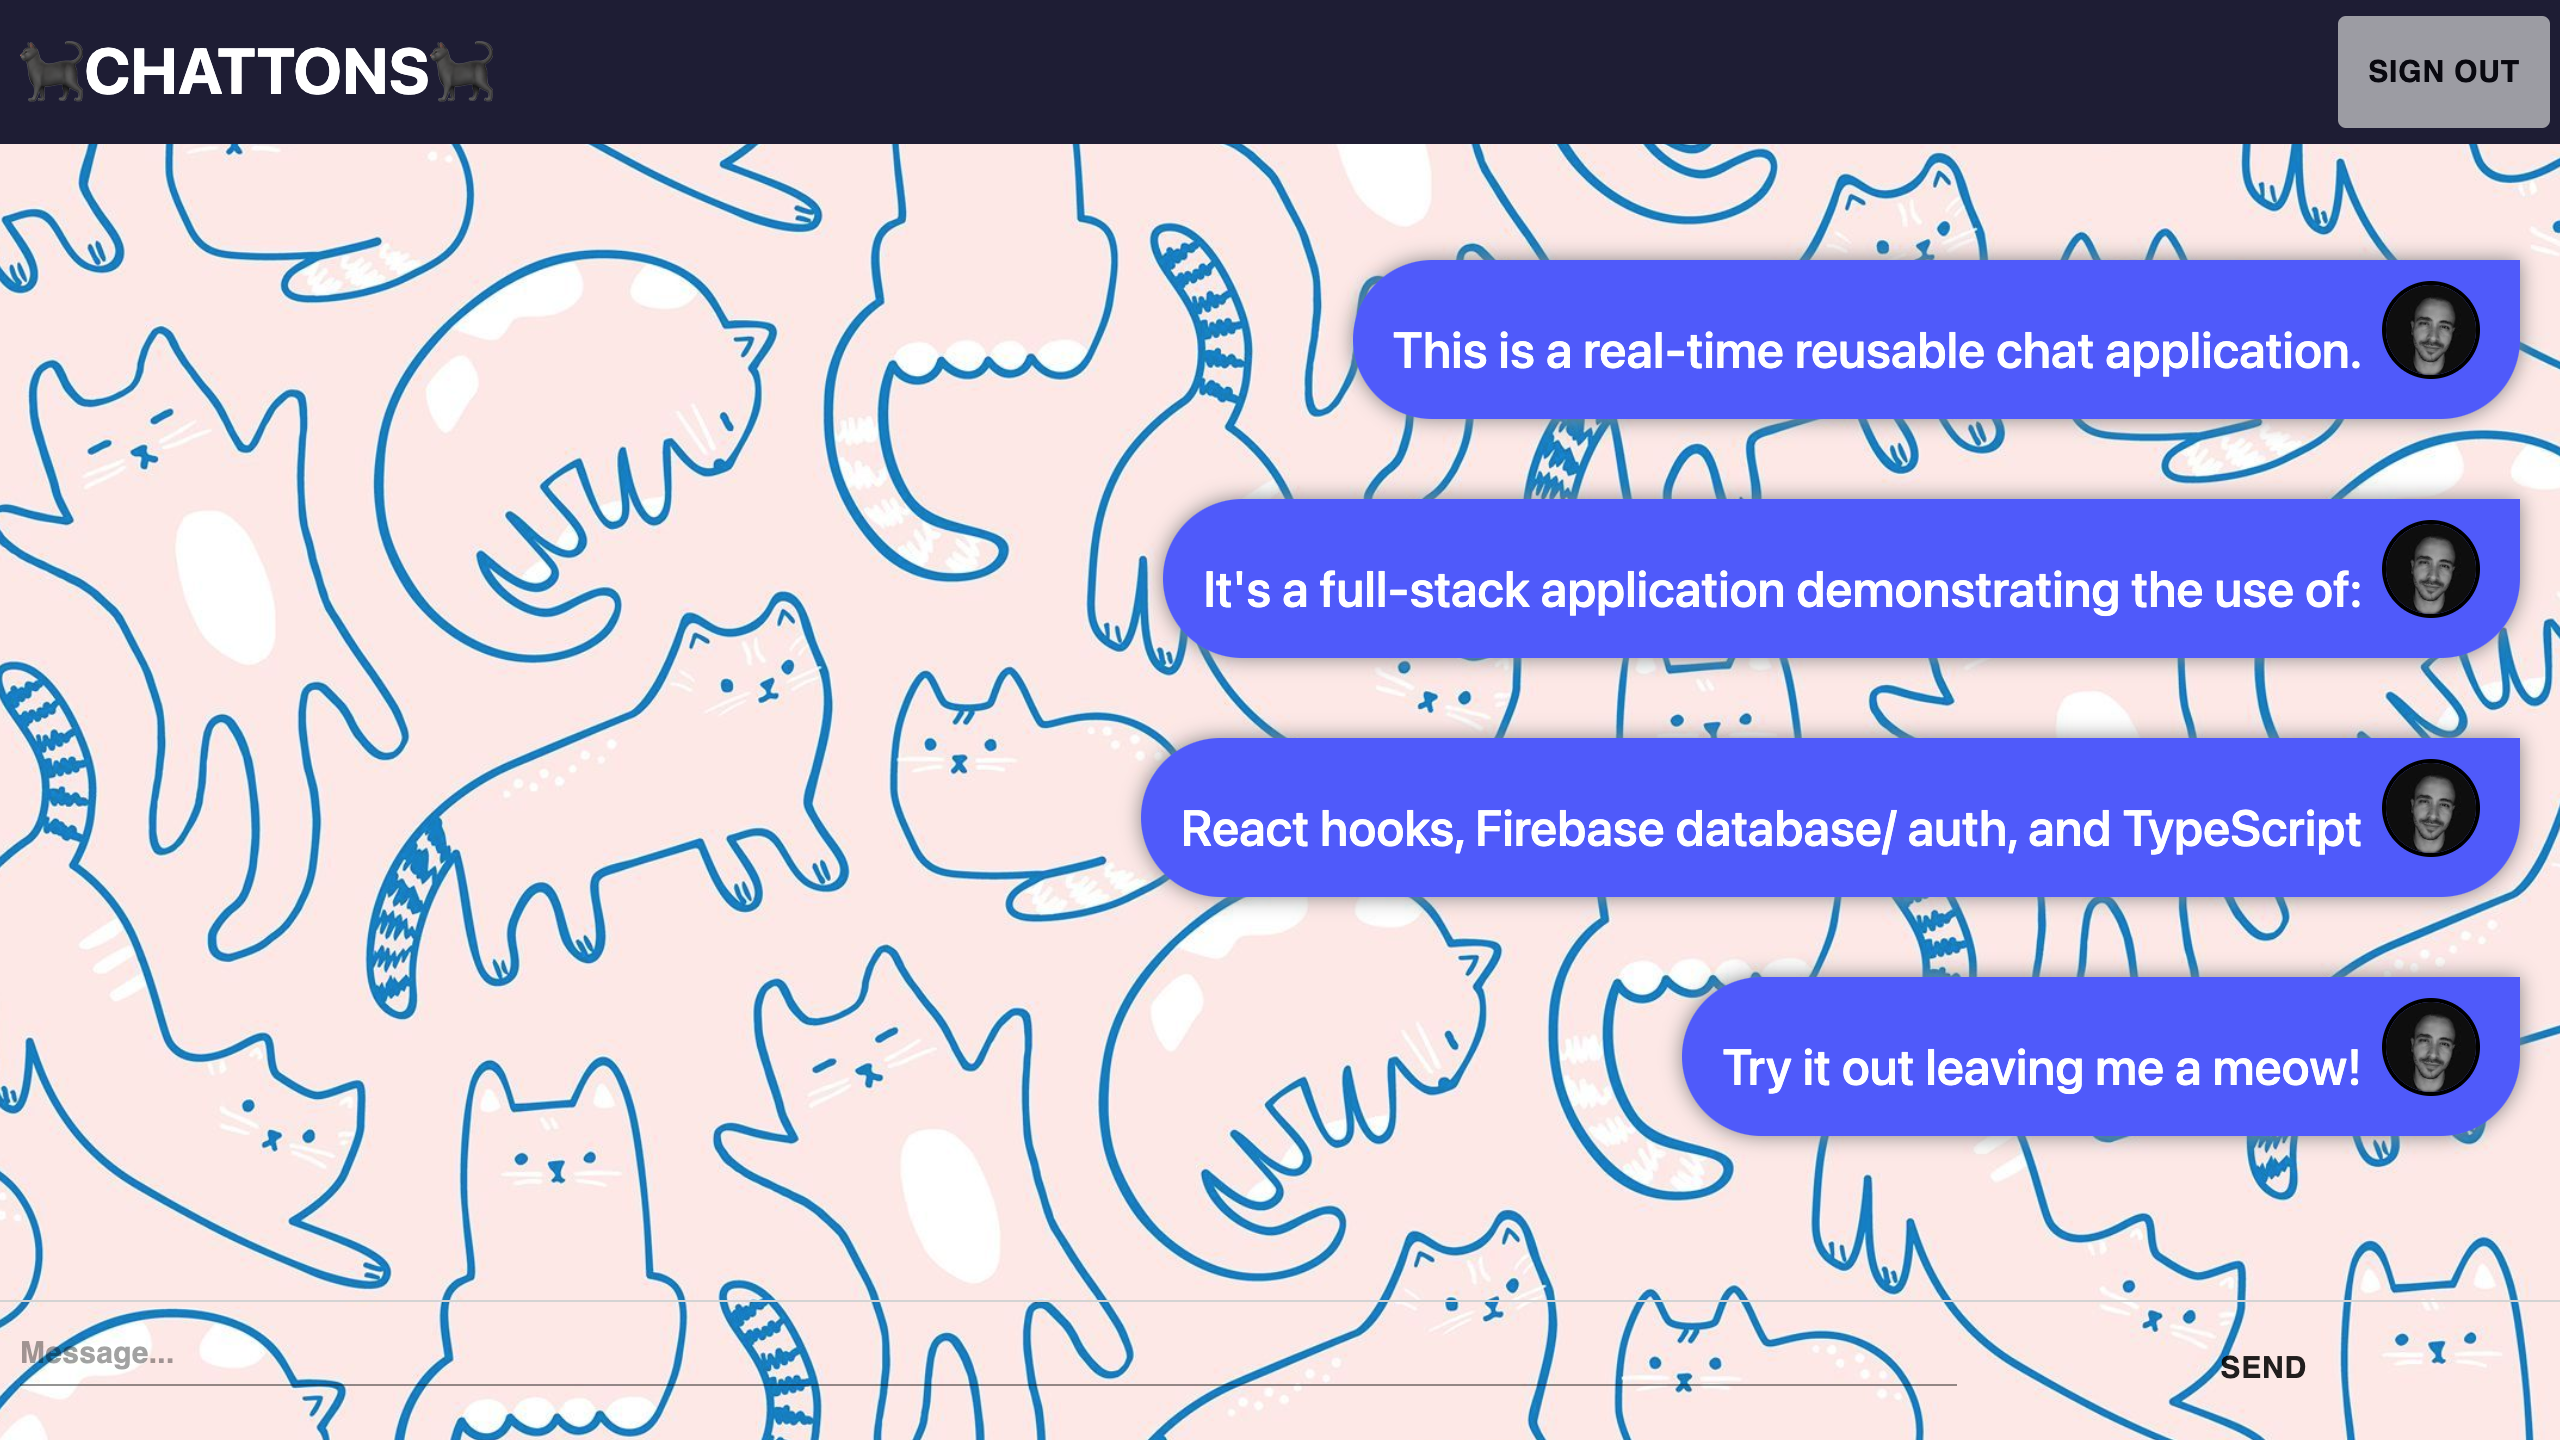 🐈‍⬛CHATTONS🐈‍⬛
SIGN OUT
This is a real-time reusable chat application.
It's a full-stack application demonstrating the use of:
React hooks, Firebase database/ auth, and TypeScript
Try it out leaving me a meow!
Message...
SEND